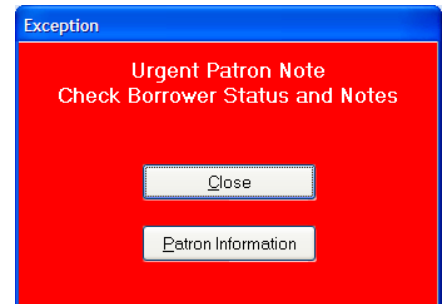 Exception
Urgent Patron Note
Check Borrower Status and Notes
Close
Patron Information